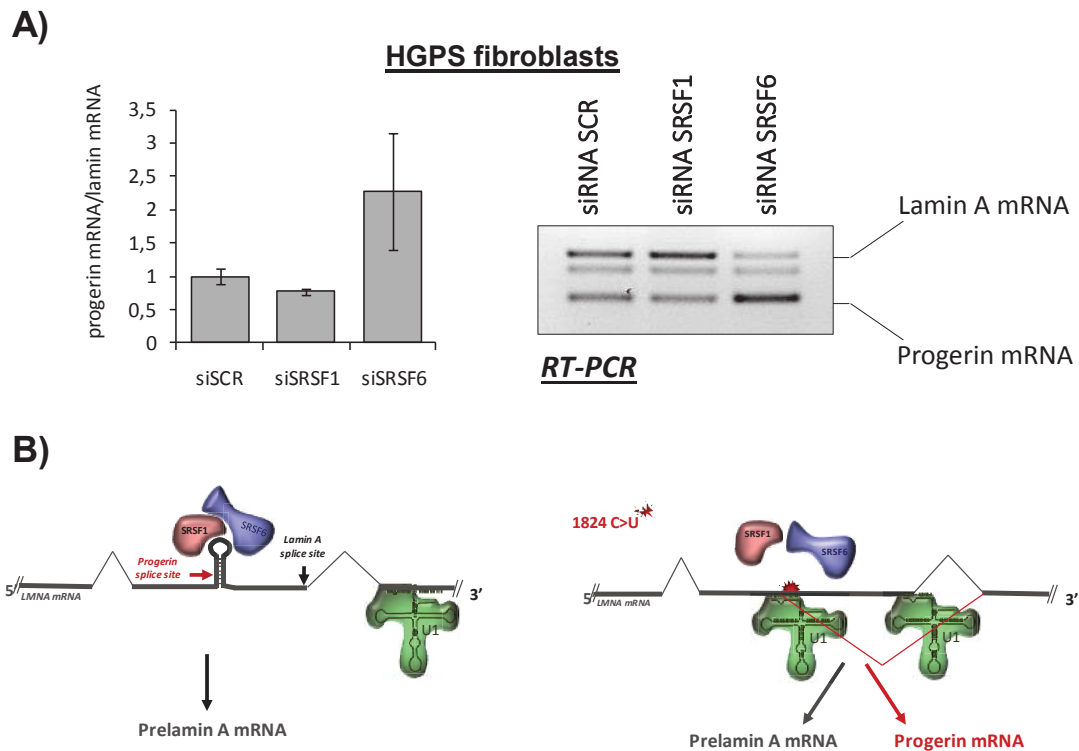 A)
HGPS fibroblasts
progerin mRNA/lamin mRNA
3,5
3
2,5
2
1,5
1
0,5
0
siSCR
siSRSF1
siSRSF6
siRNA SCR
siRNA SRSF1
siRNA SRSF6
Lamin A mRNA
Progerin mRNA
RT-PCR
B)
SRSF1
SRSF6
Progerin
splice site
Lamin A
splice site
5'
LMNA mRNA
3'
U1
Prelamin A mRNA
1824 C>U
SRSF1
SRSF6
5'
LMNA mRNA
3'
U1
U1
Prelamin A mRNA
Progerin mRNA